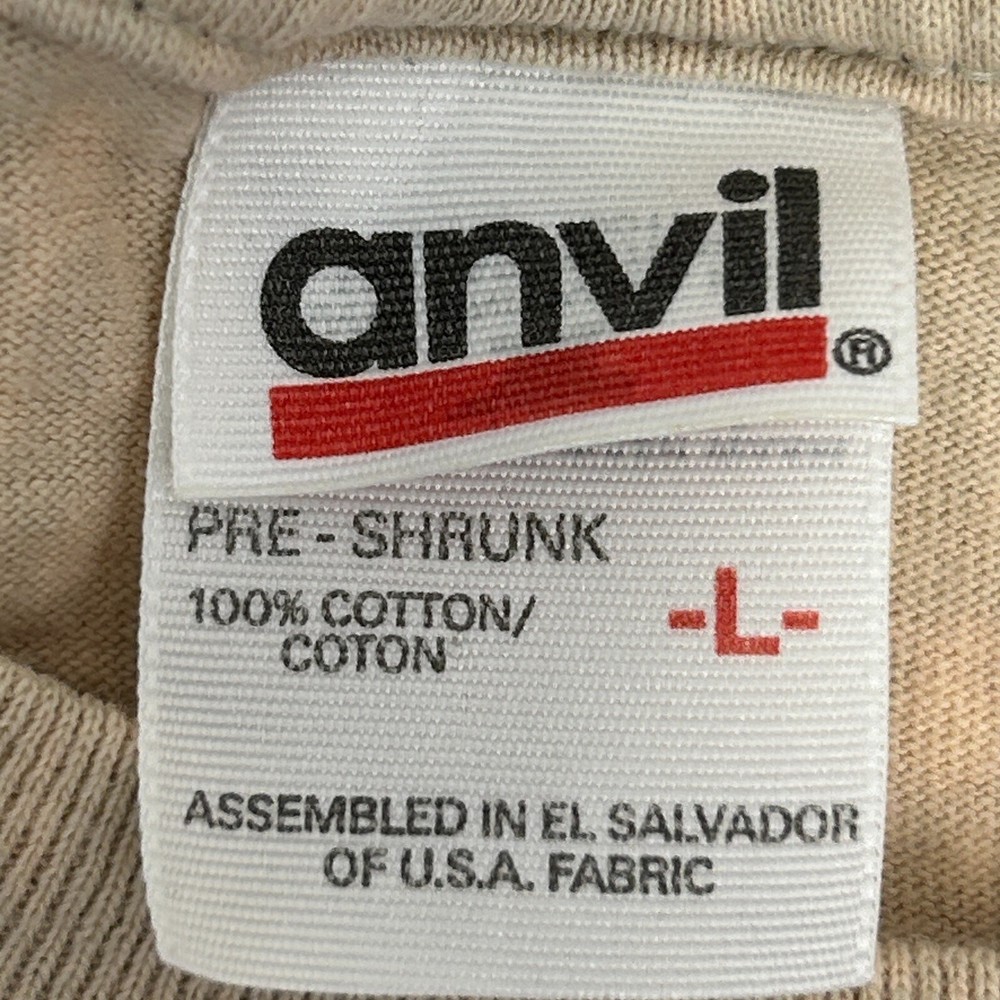 anvil®
PRE-SHRUNK
100% COTTON/
COTON
-L-
ASSEMBLED IN EL SALVADOR
OF U.S.A. FABRIC